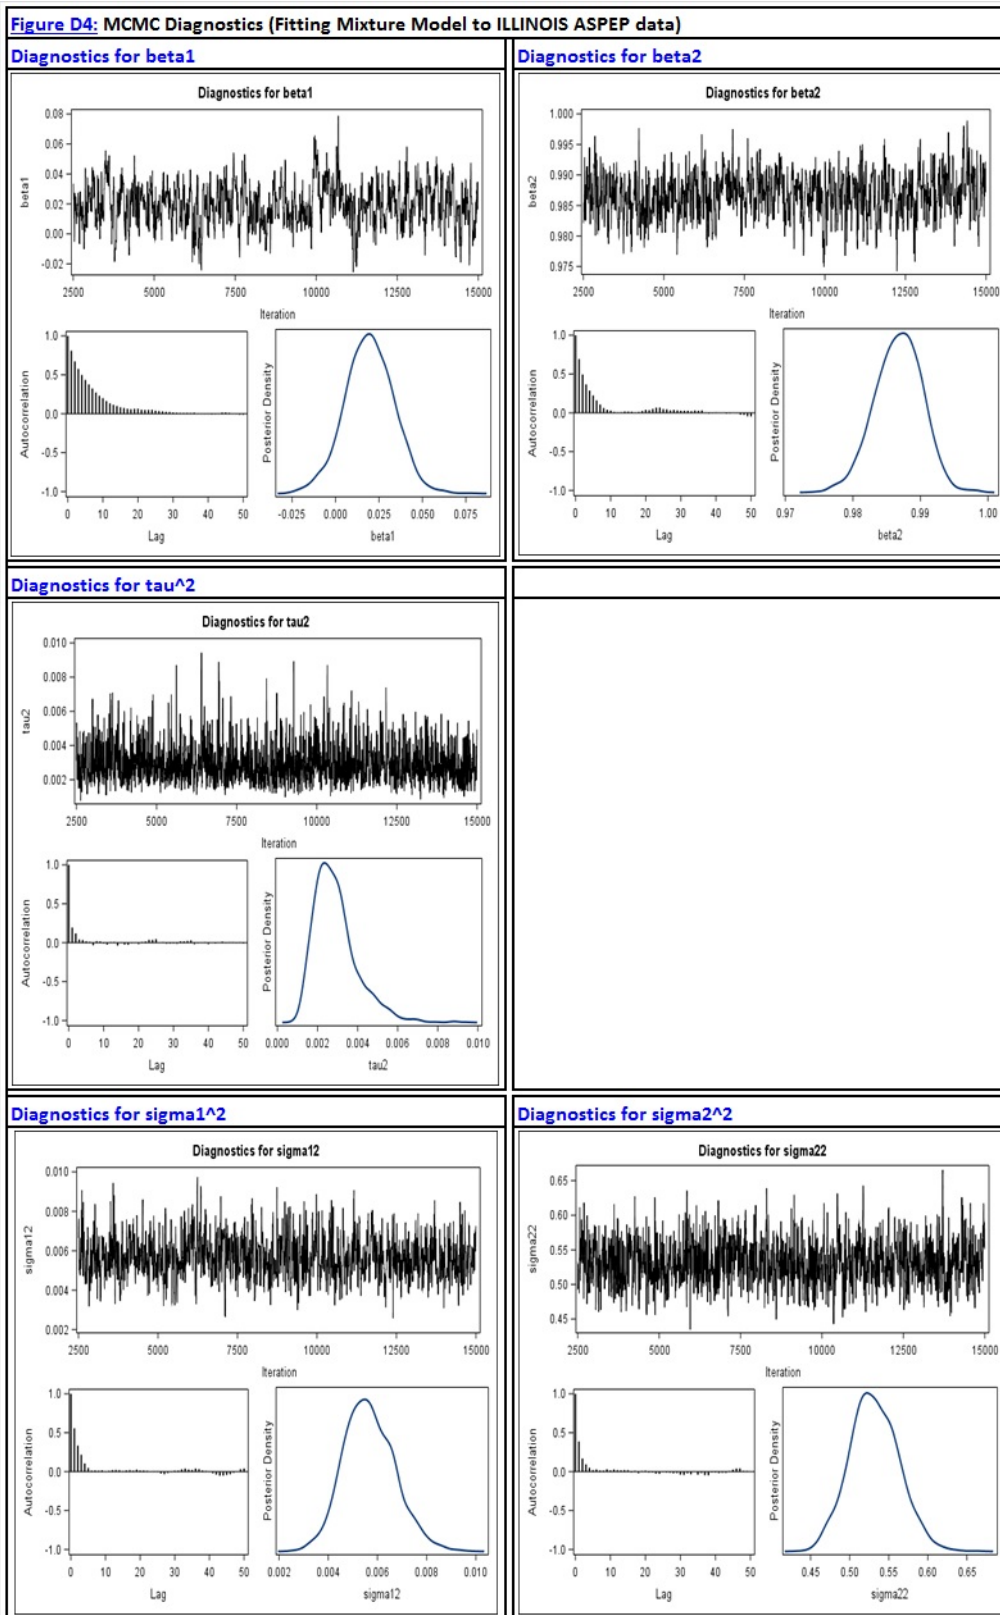 Figure D4: MCMC Diagnostics (Fitting Mixture Model to ILLINOIS ASPEP data)
Diagnostics for beta1
Diagnostics for beta1
beta1
0.08
0.06
0.04
0.02
0.00
-0.02
2500 5000 7500 10000 12500 15000
Iteration
Autocorrelation
1.0
0.5
0.0
-0.5
-1.0
0 10 20 30 40 50
Lag
Posterior Density
-0.025 0.000 0.025 0.050 0.075
beta1
Diagnostics for beta2
Diagnostics for beta2
beta2
1.000
0.995
0.990
0.985
0.980
0.975
2500 5000 7500 10000 12500 15000
Iteration
Autocorrelation
1.0
0.5
0.0
-0.5
-1.0
0 10 20 30 40 50
Lag
Posterior Density
0.97 0.98 0.99 1.00
beta2
Diagnostics for tau^2
Diagnostics for tau2
tau2
0.010
0.008
0.006
0.004
0.002
2500 5000 7500 10000 12500 15000
Iteration
Autocorrelation
1.0
0.5
0.0
-0.5
-1.0
0 10 20 30 40 50
Lag
Posterior Density
0.000 0.002 0.004 0.006 0.008 0.010
tau2
Diagnostics for sigma1^2
Diagnostics for sigma12
sigma12
0.010
0.008
0.006
0.004
0.002
2500 5000 7500 10000 12500 15000
Iteration
Autocorrelation
1.0
0.5
0.0
-0.5
-1.0
0 10 20 30 40 50
Lag
Posterior Density
0.002 0.004 0.006 0.008 0.010
sigma12
Diagnostics for sigma2^2
Diagnostics for sigma22
sigma22
0.65
0.60
0.55
0.50
0.45
2500 5000 7500 10000 12500 15000
Iteration
Autocorrelation
1.0
0.5
0.0
-0.5
-1.0
0 10 20 30 40 50
Lag
Posterior Density
0.45 0.50 0.55 0.60 0.65
sigma22